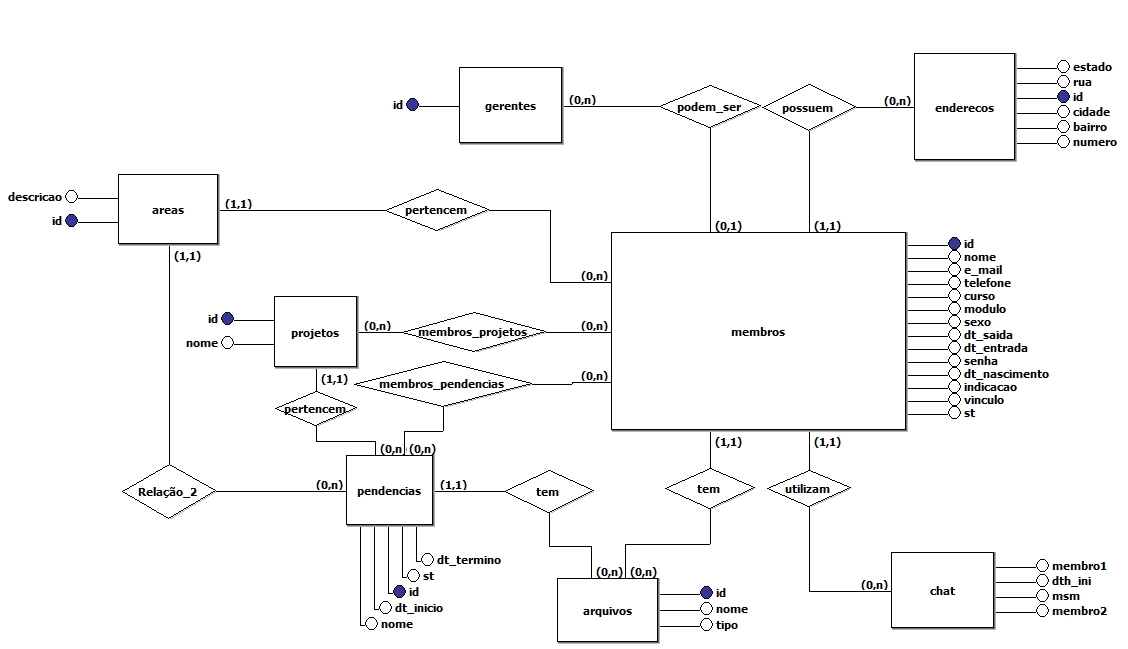 estado
rua
id
cidade
bairro
numero
enderecos
(0,n)
possuem
podem_ser
(0,n)
gerentes
id
descricao
id
areas
(1,1)
pertencem
(0,1)
(1,1)
(1,1)
(0,n)
id
nome
e_mail
telefone
curso
modulo
sexo
dt_saida
dt_entrada
senha
dt_nascimento
indicacao
vinculo
st
membros
id
nome
projetos
(0,n)
membros_projetos
(0,n)
(1,1)
membros_pendencias
(0,n)
pertencem
(0,n
(0,n)
(1,1)
(1,1)
Relação_2
(0,n)
pendencias
(1,1)
tem
tem
utilizam
dt_termino
st
id
dt_inicio
nome
(0,n)
(0,n)
arquivos
id
nome
tipo
(0,n)
chat
membro1
dth_ini
msm
membro2